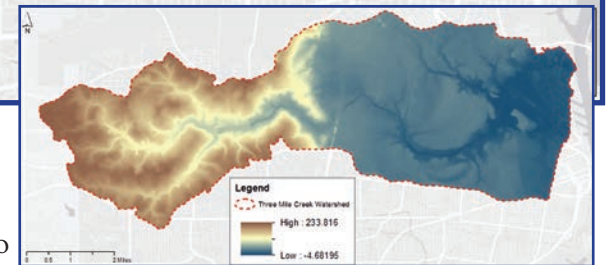 N
Legend
Three Mile Creek Watershed
High : 233.816
Low : -4.68195
0 0.5 1 2 Miles
o